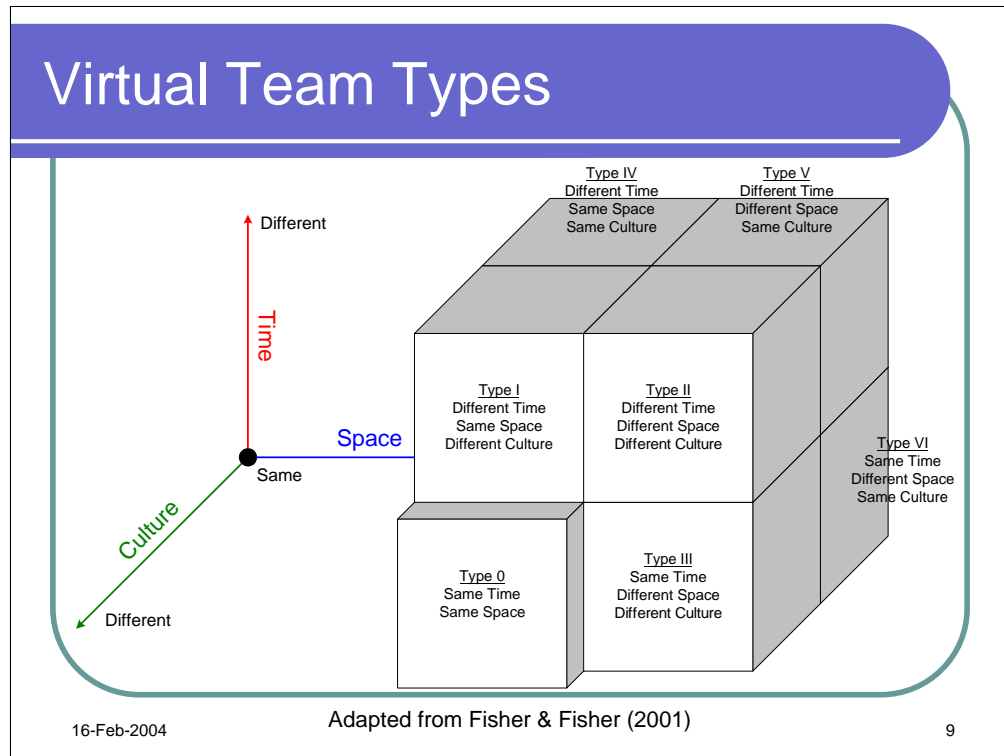 Virtual Team Types
Type IV
Different Time
Same Space
Same Culture
Type V
Different Time
Different Space
Same Culture
Different
Time
Space
Same
Culture
Different
Type I
Different Time
Same Space
Different Culture
Type II
Different Time
Different Space
Different Culture
Type VI
Same Time
Different Space
Same Culture
Type 0
Same Time
Same Space
Type III
Same Time
Different Space
Different Culture
16-Feb-2004
Adapted from Fisher & Fisher (2001)
9